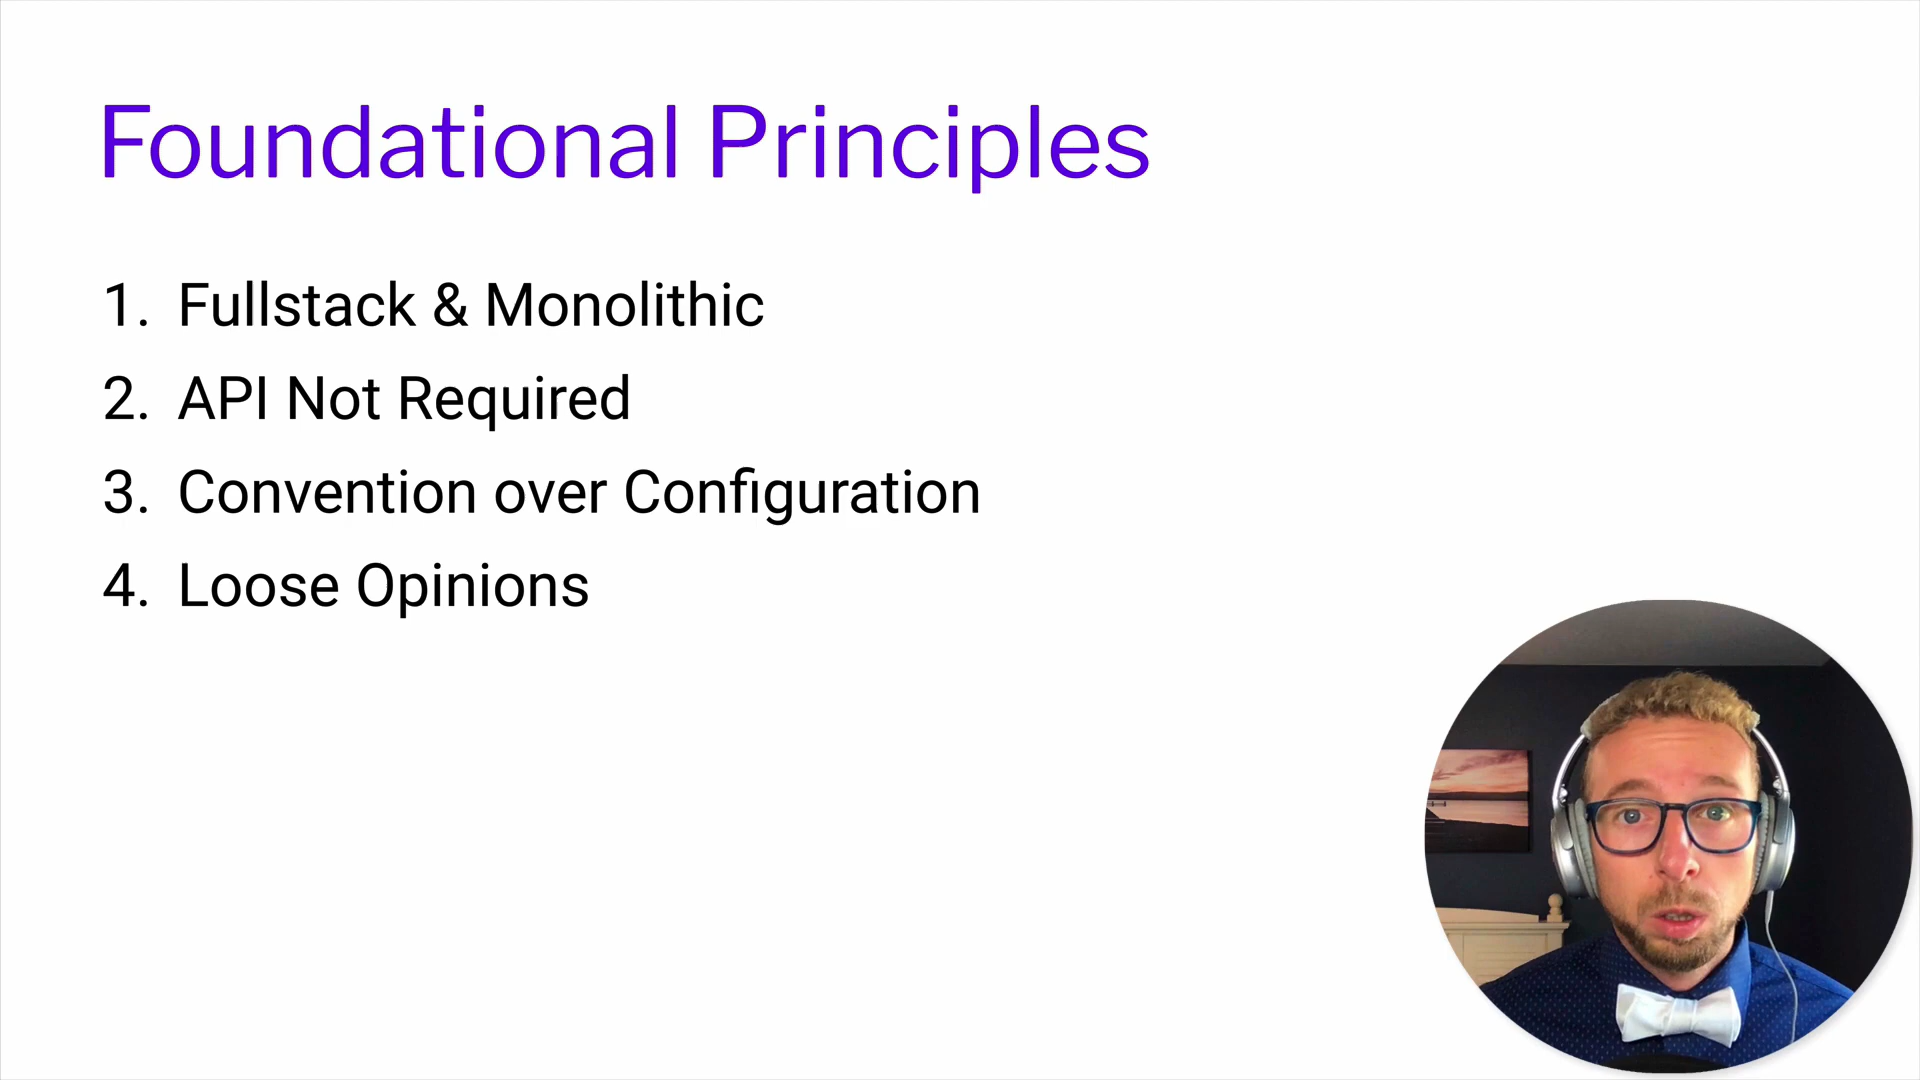 Foundational Principles
1. Fullstack & Monolithic
2. API Not Required
3. Convention over Configuration
4. Loose Opinions